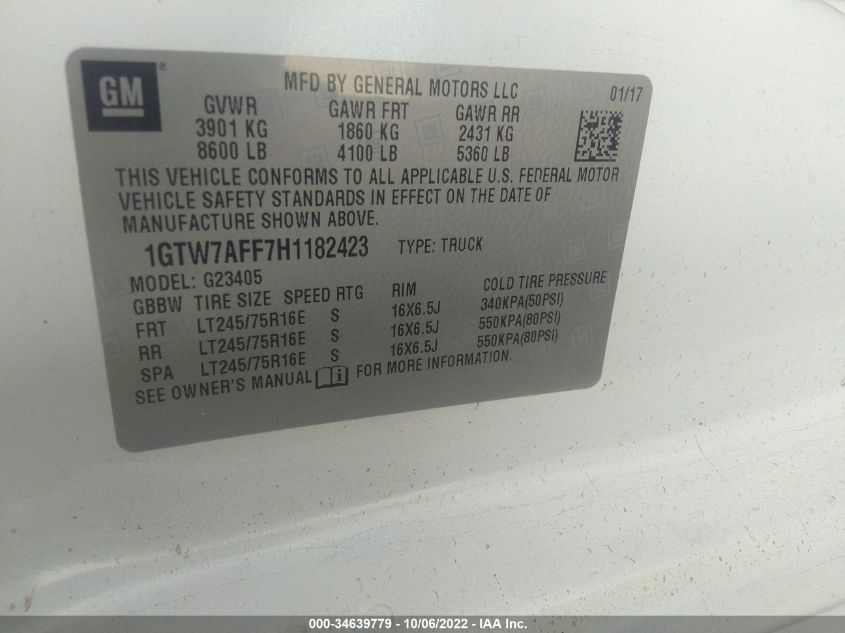 GM ®
MFD BY GENERAL MOTORS LLC 01/17
GVWR GAWR FRT GAWR RR
3901 KG 1860 KG 2431 KG
8600 LB 4100 LB 5360 LB
THIS VEHICLE CONFORMS TO ALL APPLICABLE U.S. FEDERAL MOTOR
VEHICLE SAFETY STANDARDS IN EFFECT ON THE DATE OF
MANUFACTURE SHOWN ABOVE.
1GTW7AFF7H1182423 TYPE: TRUCK
MODEL: G23405
GBBW TIRE SIZE SPEED RTG RIM COLD TIRE PRESSURE
FRT LT245/75R16E S 16X6.5J 340KPA(50PSI)
RR LT245/75R16E S 16X6.5J 550KPA(80PSI)
SPA LT245/75R16E S 16X6.5J 550KPA(80PSI)
SEE OWNER'S MANUAL i FOR MORE INFORMATION.
000-34639779 - 10/06/2022 - IAA Inc.